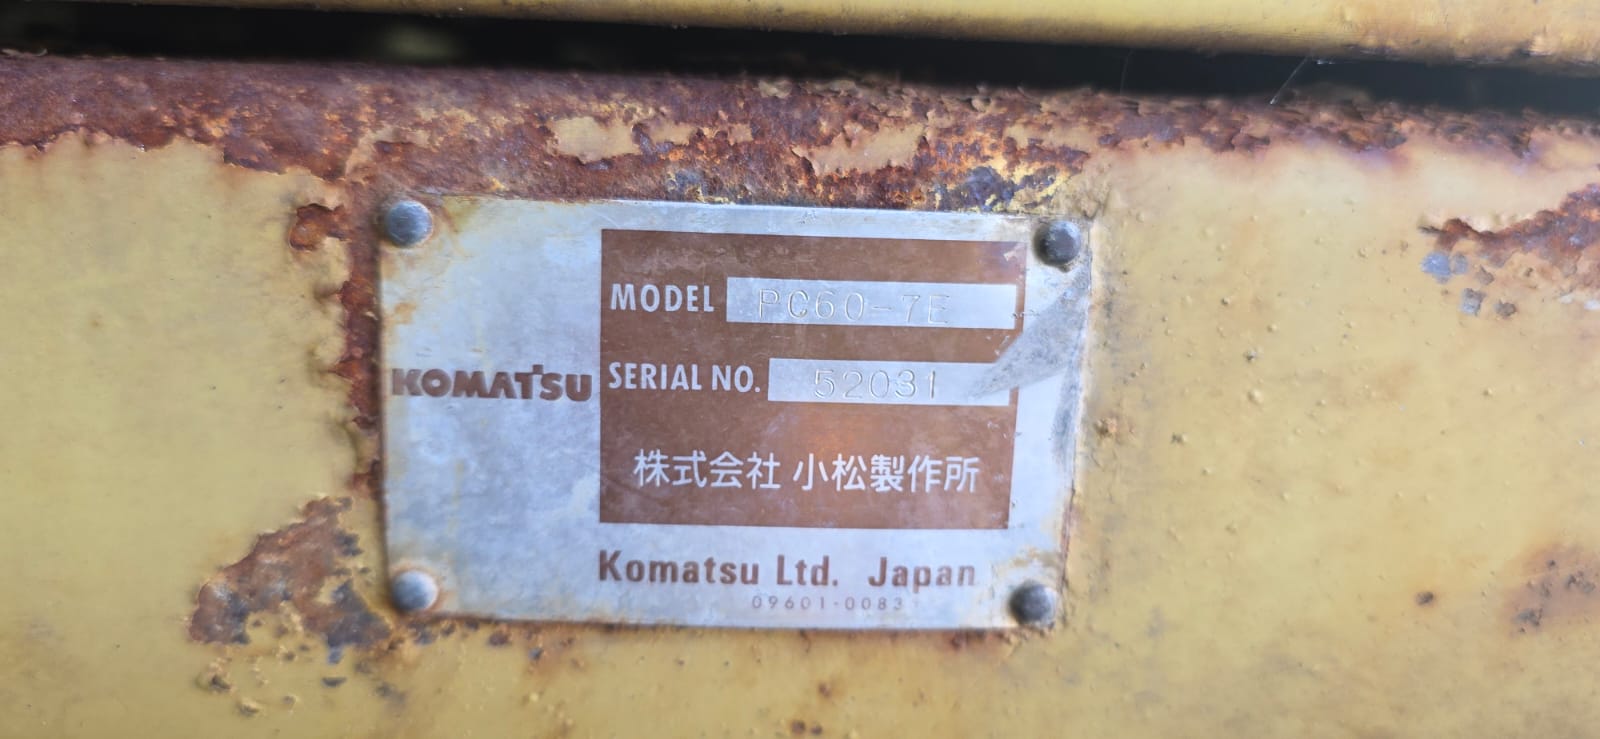 MODEL PC60-7E
KOMATSU
SERIAL NO. 52031
株式会社 小松製作所
Komatsu Ltd. Japan
09601-0083